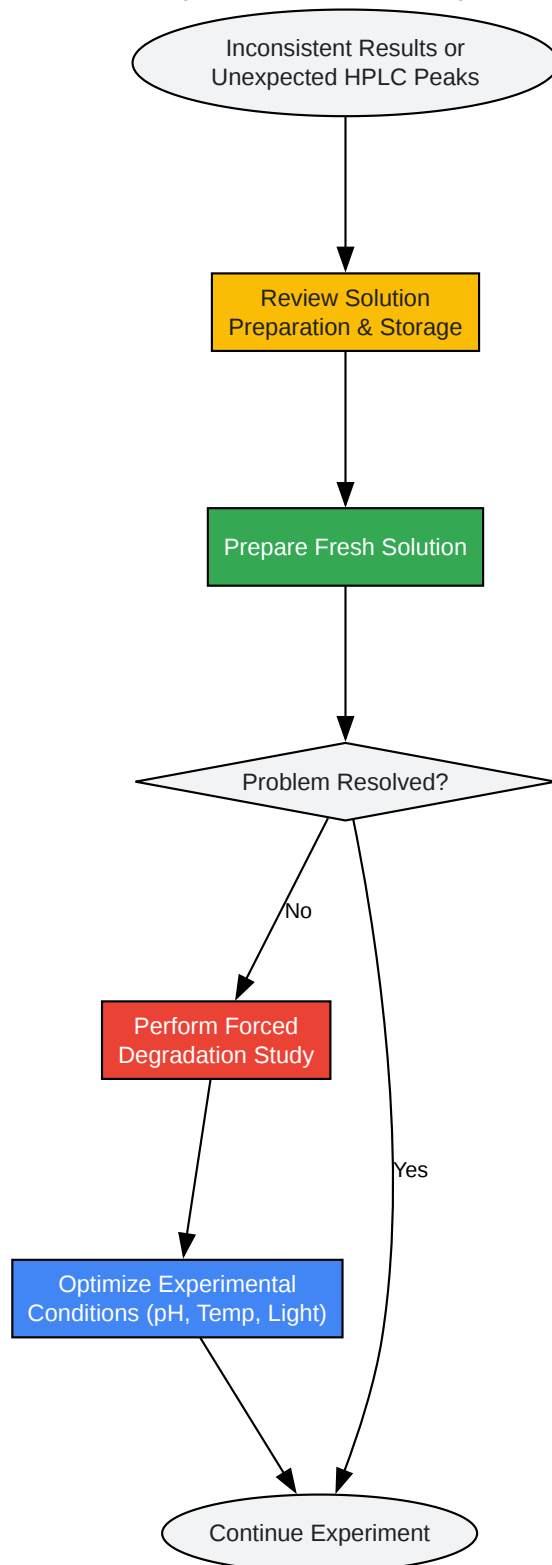 Inconsistent Results or
Unexpected HPLC Peaks
Review Solution
Preparation & Storage
Prepare Fresh Solution
Problem Resolved?
No
Perform Forced
Degradation Study
Yes
Optimize Experimental
Conditions (pH, Temp, Light)
Continue Experiment